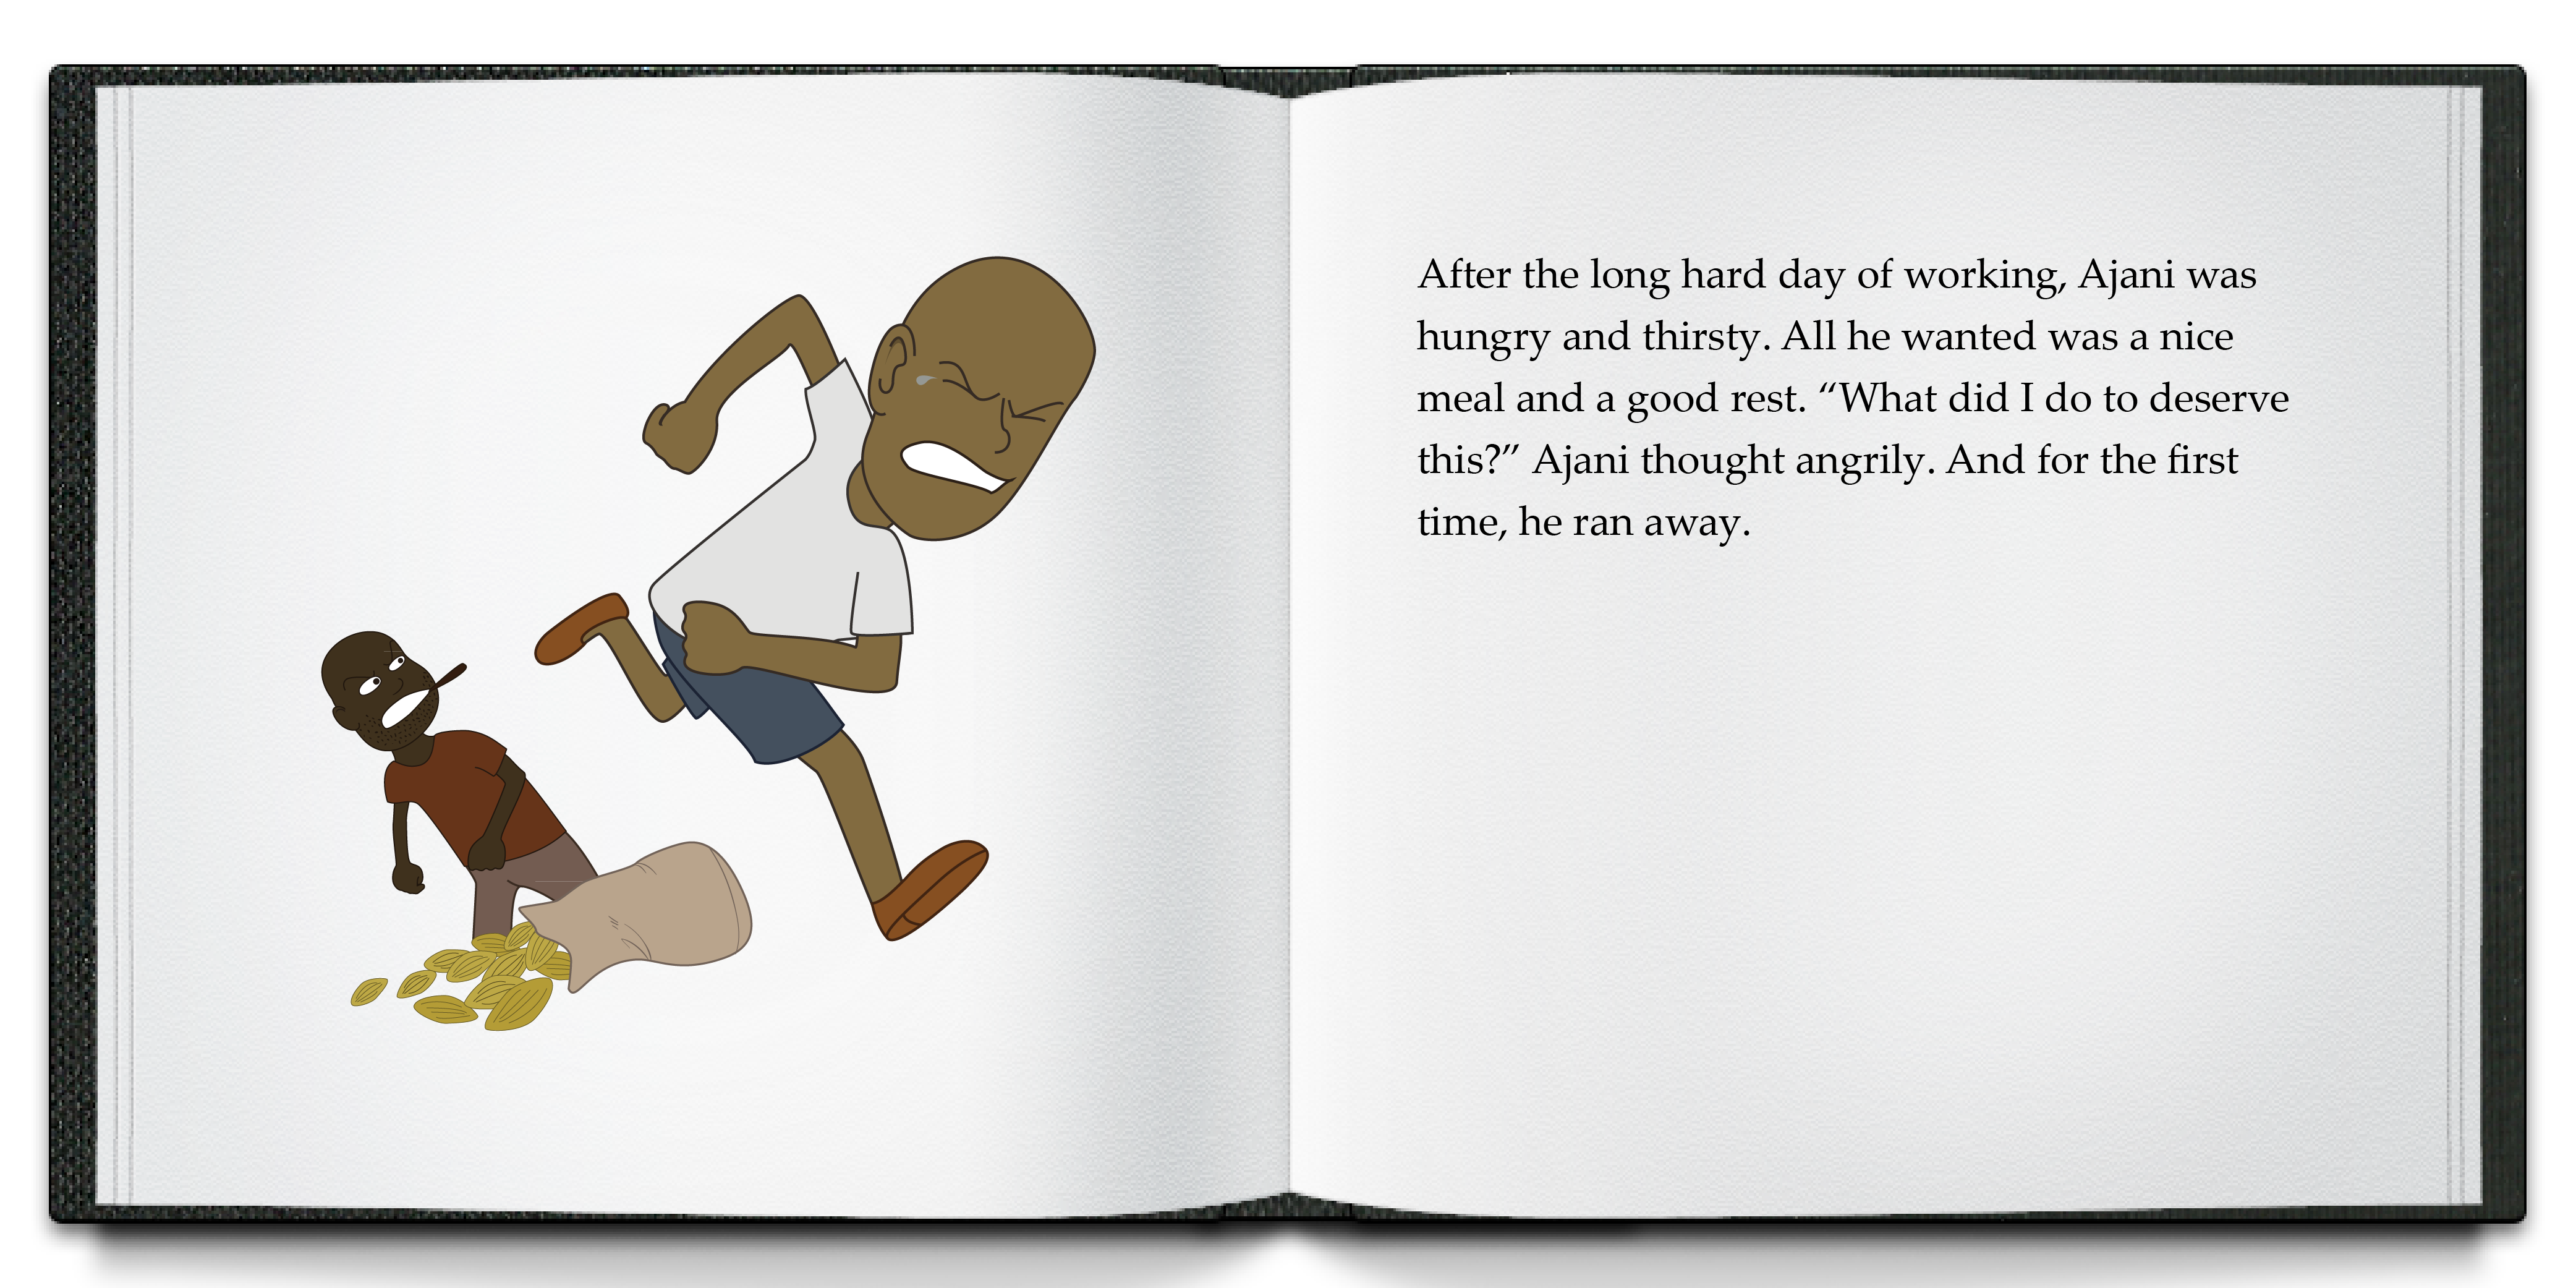 After the long hard day of working, Ajani was
hungry and thirsty. All he wanted was a nice
meal and a good rest. “What did I do to deserve
this?” Ajani thought angrily. And for the first
time, he ran away.